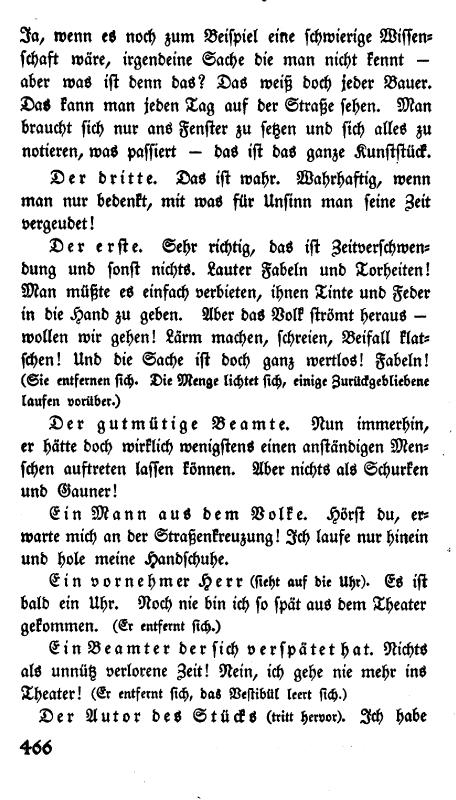 Ja, wenn es noch zum Beispiel eine schwierige Wissen-
schaft wäre, irgendeine Sache die man nicht kennt —
aber was ist denn das? Das weiß doch jeder Bauer.
Das kann man jeden Tag auf der Straße sehen. Man
braucht sich nur ans Fenster zu setzen und sich alles zu
notieren, was passiert — das ist das ganze Kunststück.
Der dritte. Das ist wahr. Wahrhaftig, wenn
man nur bedenkt, mit was für Unsinn man seine Zeit
vergeudet!
Der erste. Sehr richtig, das ist Zeitverschwen-
dung und sonst nichts. Lauter Fabeln und Torheiten!
Man müßte es einfach verbieten, ihnen Tinte und Feder
in die Hand zu geben. Aber das Volk strömt heraus —
wollen wir gehen! Lärm machen, schreien, Beifall klat-
schen! Und die Sache ist doch ganz wertlos! Fabeln!
(Sie entfernen sich. Die Menge lichtet sich, einige Zurückgebliebene
laufen vorüber.)
Der gutmütige Beamte. Nun immerhin,
er hätte doch wirklich wenigstens einen anständigen Men-
schen auftreten lassen können. Aber nichts als Schurken
und Gauner!
Ein Mann aus dem Volke. Hörst du, er-
warte mich an der Straßenkreuzung! Ich laufe nur hinein
und hole meine Handschuhe.
Ein vornehmer Herr (sieht auf die Uhr). Es ist
bald ein Uhr. Noch nie bin ich so spät aus dem Theater
gekommen. (Er entfernt sich.)
Ein Beamter der sich verspätet hat. Nichts
als unnütz verlorene Zeit! Nein, ich gehe nie mehr ins
Theater! (Er entfernt sich, das Vestibül leert sich.)
Der Autor des Stücks (tritt hervor). Ich habe
466